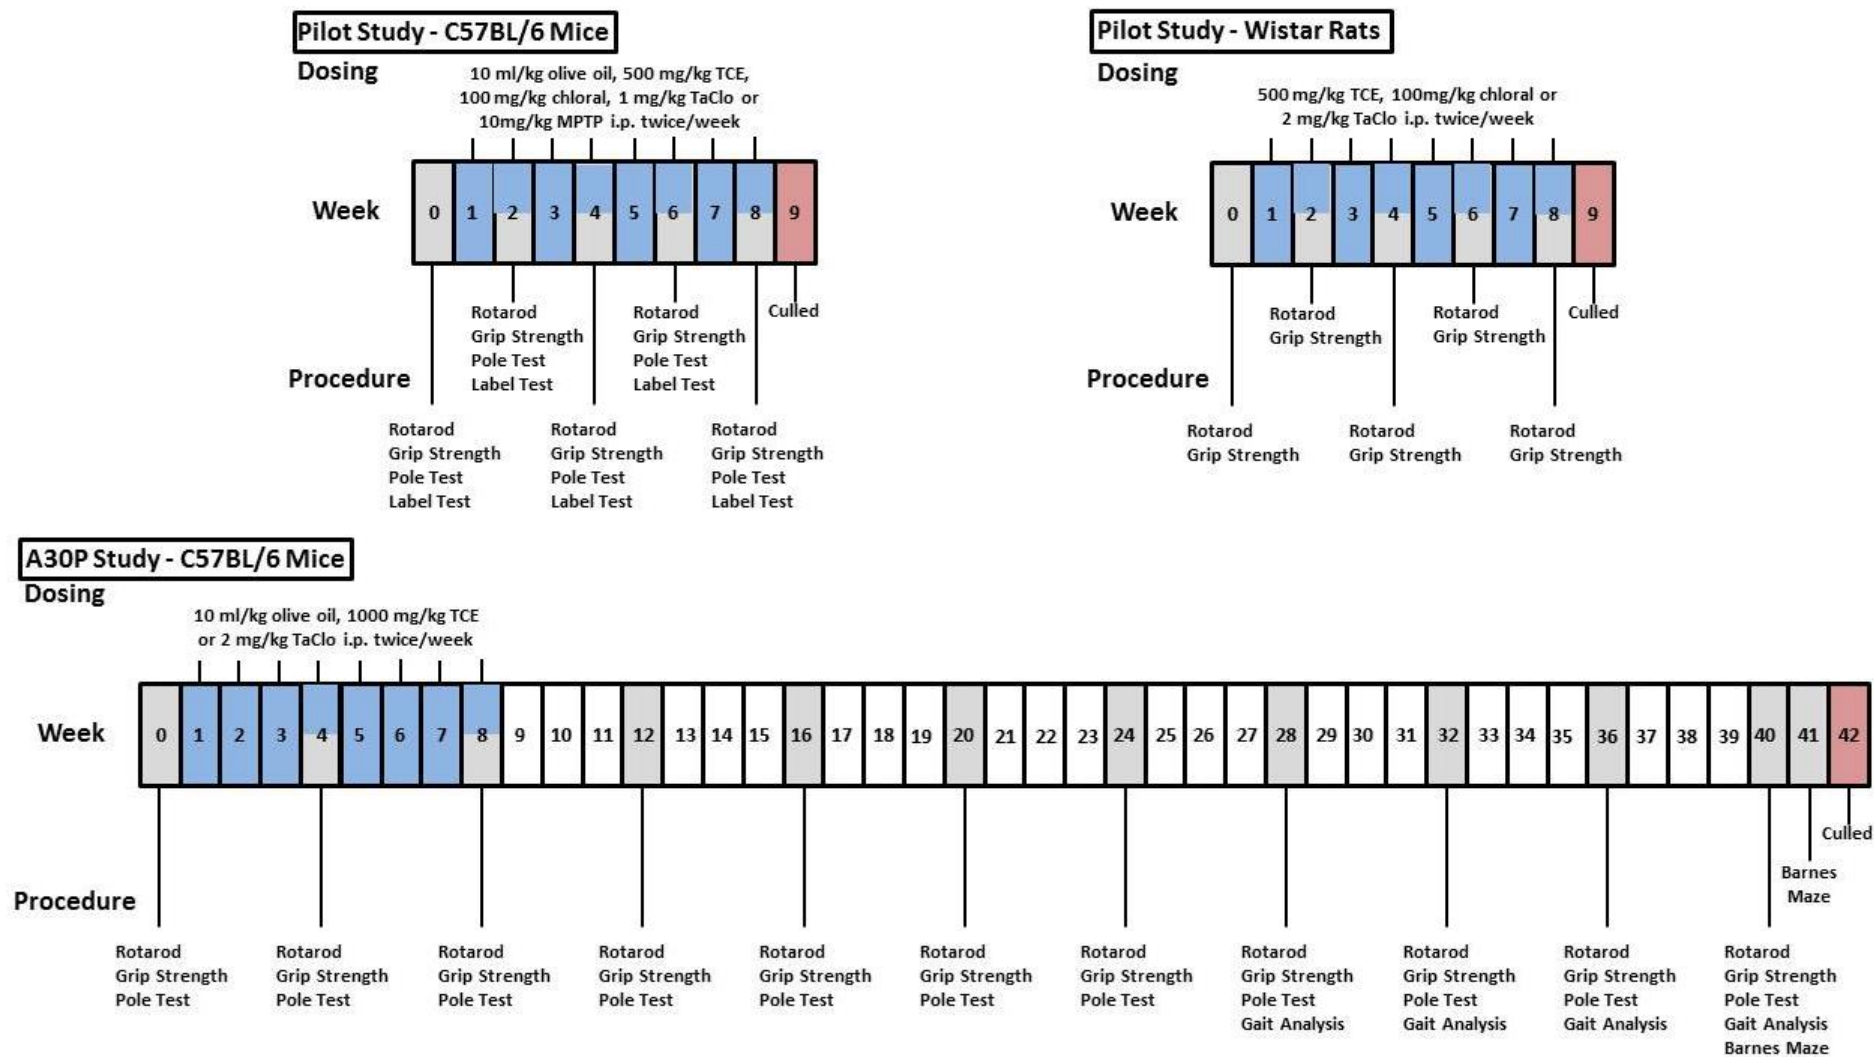 Pilot Study - C57BL/6 Mice
Dosing
10 ml/kg olive oil, 500 mg/kg TCE,
100 mg/kg chloral, 1 mg/kg TaClo or
10mg/kg MPTP i.p. twice/week
Week
0 1 2 3 4 5 6 7 8 9
Rotarod
Grip Strength
Pole Test
Label Test
Rotarod
Grip Strength
Pole Test
Label Test
Culled
Procedure
Rotarod
Grip Strength
Pole Test
Label Test
Rotarod
Grip Strength
Pole Test
Label Test
Rotarod
Grip Strength
Pole Test
Label Test
Pilot Study - Wistar Rats
Dosing
500 mg/kg TCE, 100mg/kg chloral or
2 mg/kg TaClo i.p. twice/week
Week
0 1 2 3 4 5 6 7 8 9
Rotarod
Grip Strength
Rotarod
Grip Strength
Culled
Procedure
Rotarod
Grip Strength
Rotarod
Grip Strength
Rotarod
Grip Strength
A30P Study - C57BL/6 Mice
Dosing
10 ml/kg olive oil, 1000 mg/kg TCE
or 2 mg/kg TaClo i.p. twice/week
Week
0 1 2 3 4 5 6 7 8 9 10 11 12 13 14 15 16 17 18 19 20 21 22 23 24 25 26 27 28 29 30 31 32 33 34 35 36 37 38 39 40 41 42
Culled
Barnes
Maze
Procedure
Rotarod
Grip Strength
Pole Test
Rotarod
Grip Strength
Pole Test
Rotarod
Grip Strength
Pole Test
Rotarod
Grip Strength
Pole Test
Rotarod
Grip Strength
Pole Test
Rotarod
Grip Strength
Pole Test
Rotarod
Grip Strength
Pole Test
Rotarod
Grip Strength
Pole Test
Gait Analysis
Rotarod
Grip Strength
Pole Test
Gait Analysis
Rotarod
Grip Strength
Pole Test
Gait Analysis
Rotarod
Grip Strength
Pole Test
Gait Analysis
Barnes Maze